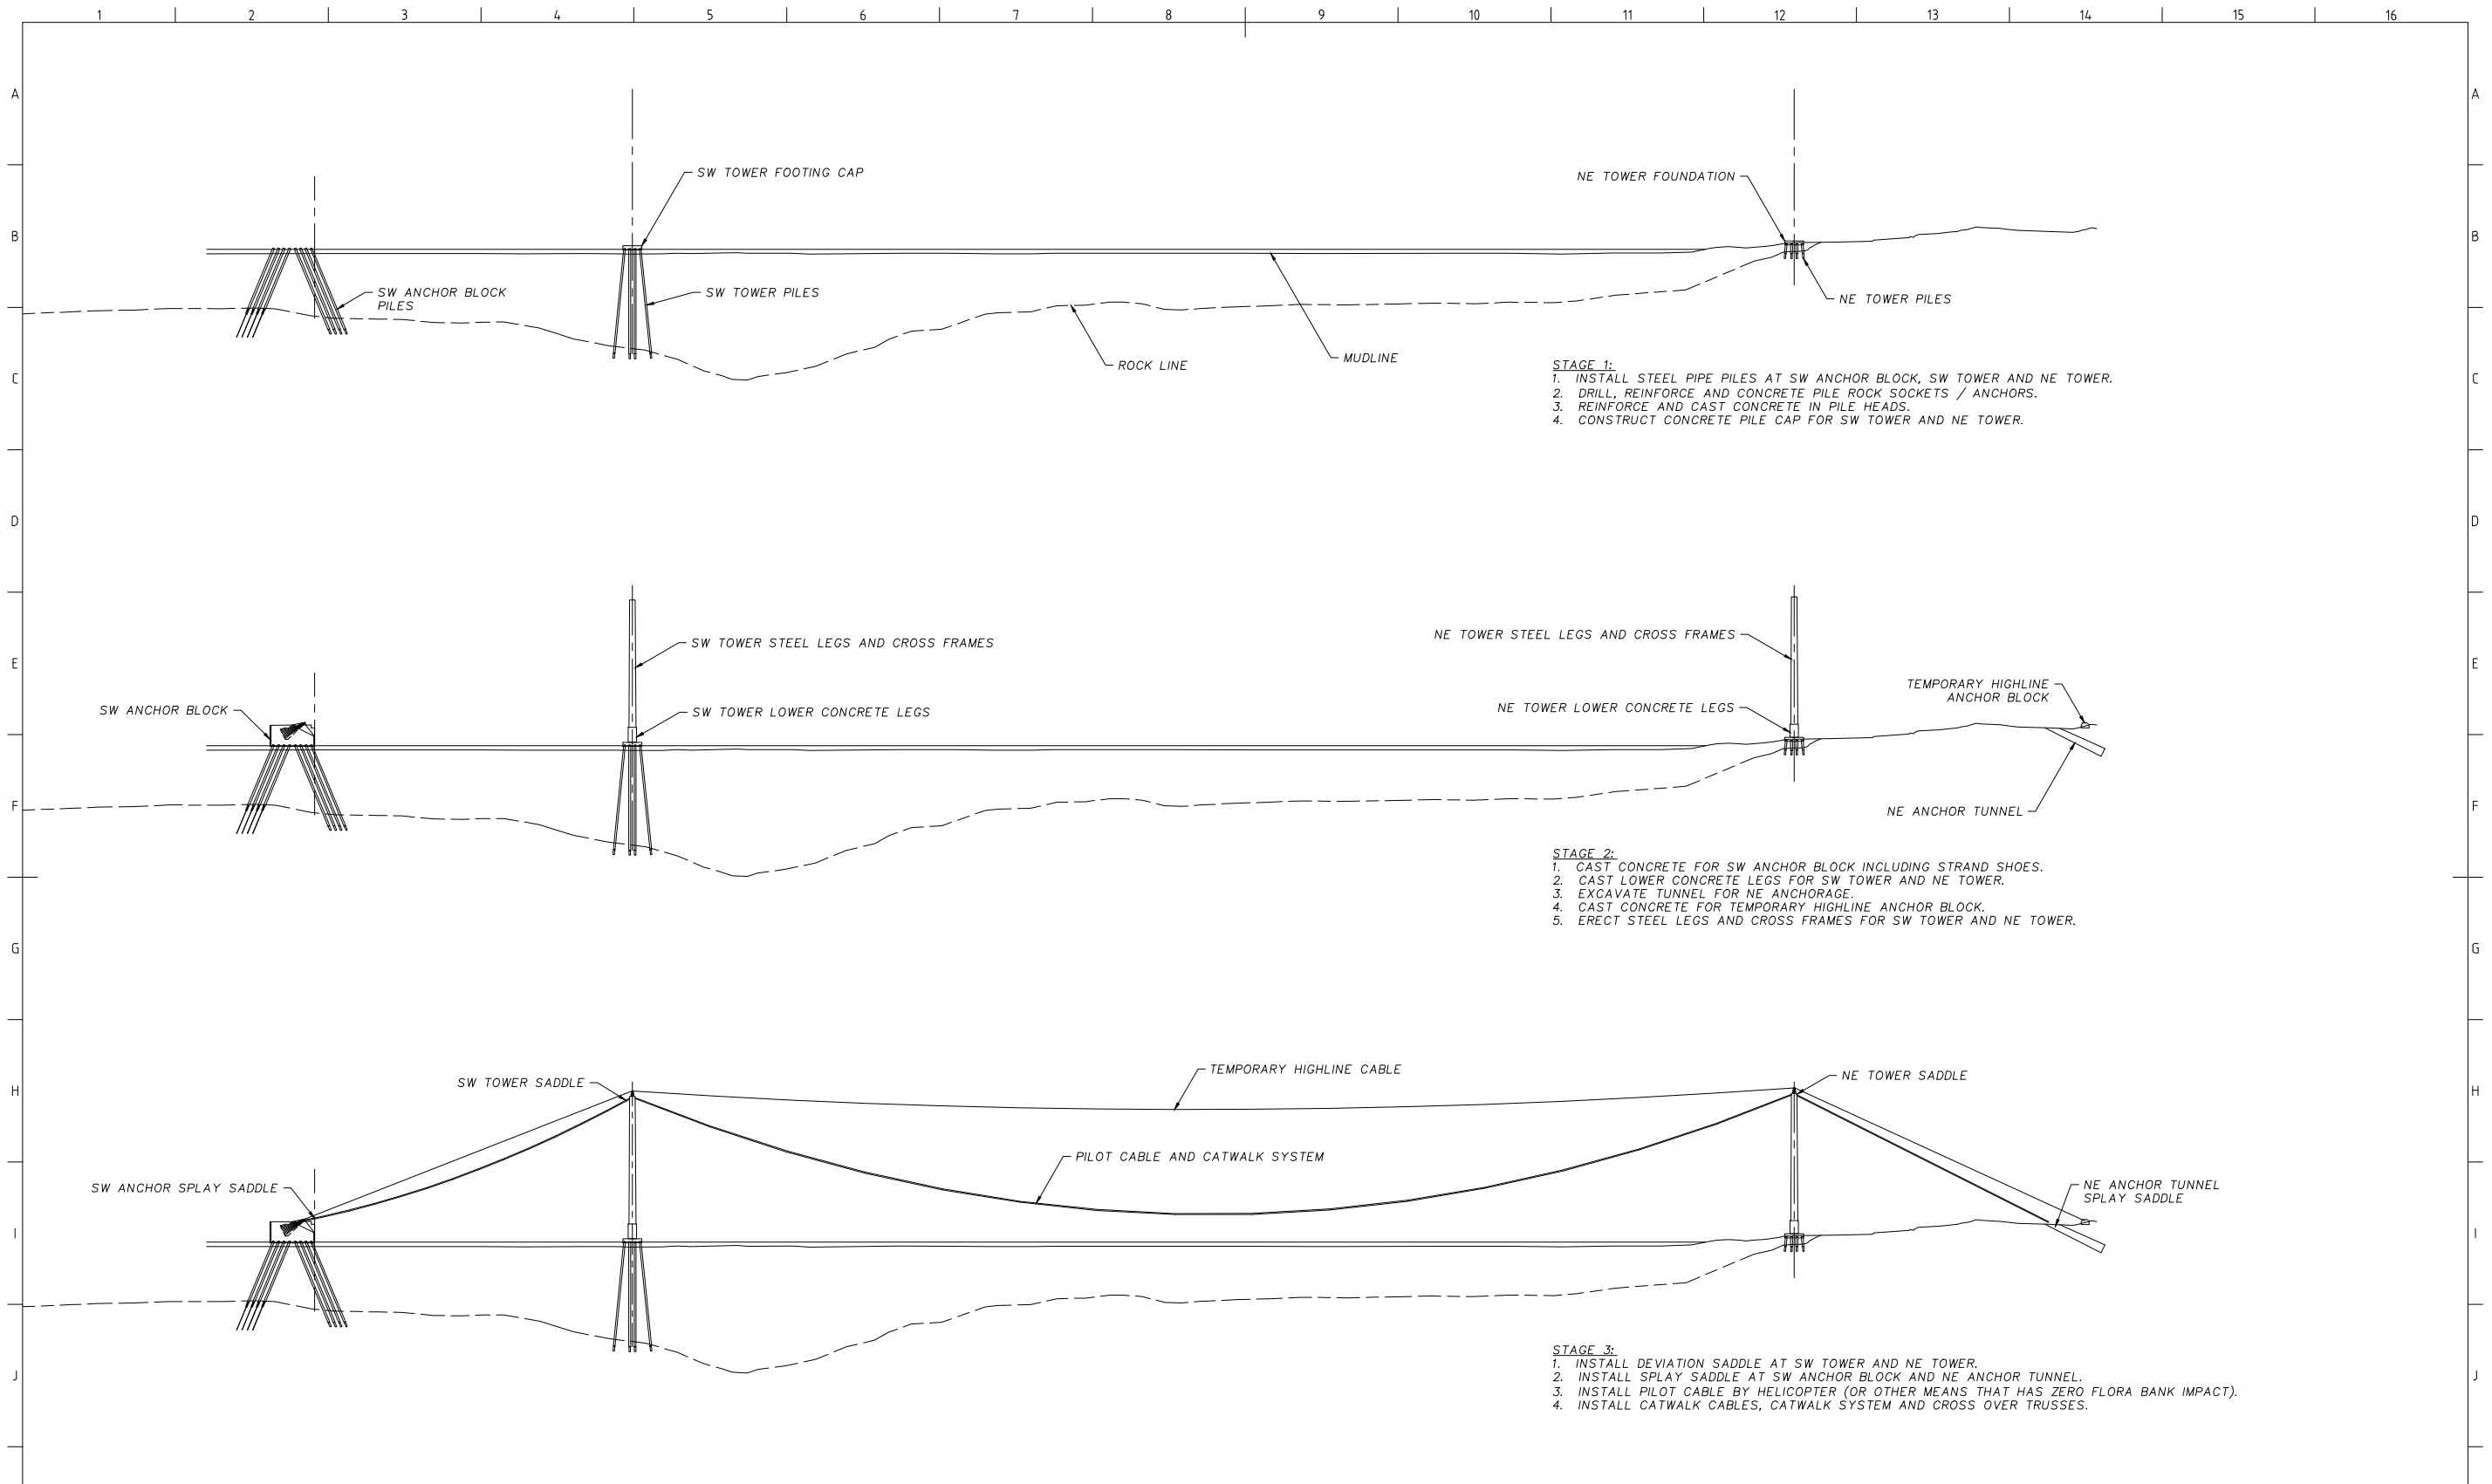 1 2 3 4 5 6 7 8 9 10 11 12 13 14 15 16
A A
SW TOWER FOOTING CAP
NE TOWER FOUNDATION
B B
SW ANCHOR BLOCK
PILES
SW TOWER PILES
NE TOWER PILES
MUDLINE
ROCK LINE
C C
STAGE 1:
1. INSTALL STEEL PIPE PILES AT SW ANCHOR BLOCK, SW TOWER AND NE TOWER.
2. DRILL, REINFORCE AND CONCRETE PILE ROCK SOCKETS / ANCHORS.
3. REINFORCE AND CAST CONCRETE IN PILE HEADS.
4. CONSTRUCT CONCRETE PILE CAP FOR SW TOWER AND NE TOWER.
D D
NE TOWER STEEL LEGS AND CROSS FRAMES
SW TOWER STEEL LEGS AND CROSS FRAMES
E E
TEMPORARY HIGHLINE
ANCHOR BLOCK
SW ANCHOR BLOCK
SW TOWER LOWER CONCRETE LEGS
NE TOWER LOWER CONCRETE LEGS
F F
NE ANCHOR TUNNEL
STAGE 2:
1. CAST CONCRETE FOR SW ANCHOR BLOCK INCLUDING STRAND SHOES.
2. CAST LOWER CONCRETE LEGS FOR SW TOWER AND NE TOWER.
3. EXCAVATE TUNNEL FOR NE ANCHORAGE.
4. CAST CONCRETE FOR TEMPORARY HIGHLINE ANCHOR BLOCK.
5. ERECT STEEL LEGS AND CROSS FRAMES FOR SW TOWER AND NE TOWER.
G G
TEMPORARY HIGHLINE CABLE
SW TOWER SADDLE
NE TOWER SADDLE
H H
PILOT CABLE AND CATWALK SYSTEM
SW ANCHOR SPLAY SADDLE
NE ANCHOR TUNNEL
SPLAY SADDLE
I I
STAGE 3:
1. INSTALL DEVIATION SADDLE AT SW TOWER AND NE TOWER.
2. INSTALL SPLAY SADDLE AT SW ANCHOR BLOCK AND NE ANCHOR TUNNEL.
3. INSTALL PILOT CABLE BY HELICOPTER (OR OTHER MEANS THAT HAS ZERO FLORA BANK IMPACT).
4. INSTALL CATWALK CABLES, CATWALK SYSTEM AND CROSS OVER TRUSSES.
J J